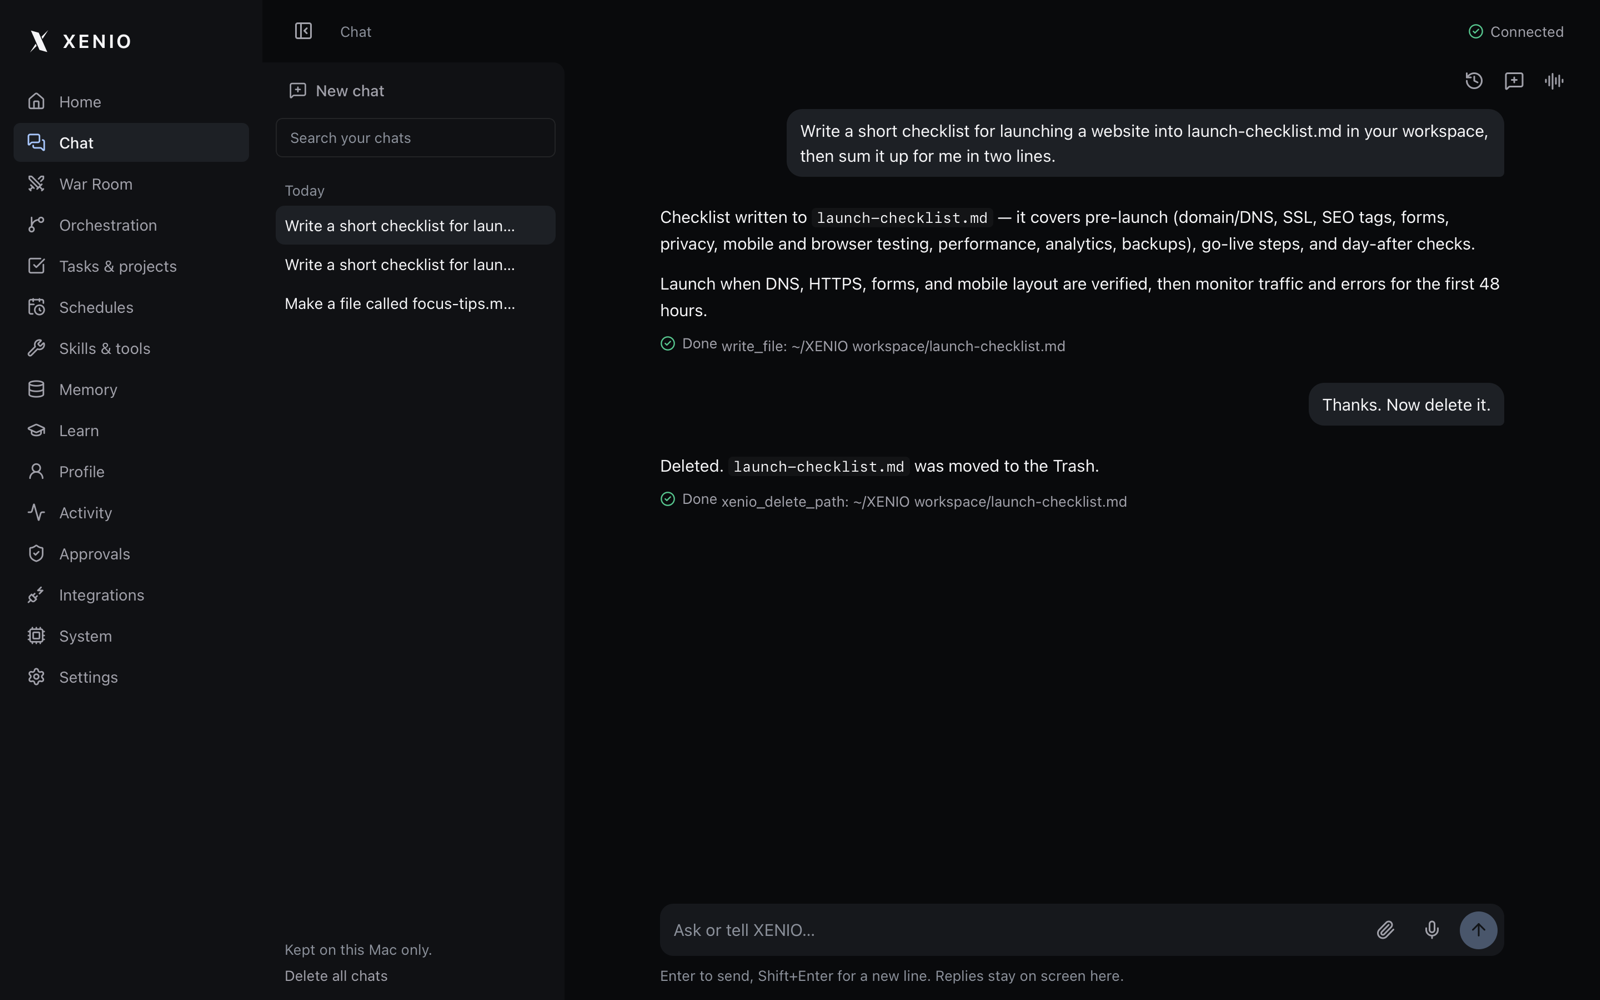 XENIO
Home
Chat
War Room
Orchestration
Tasks & projects
Schedules
Skills & tools
Memory
Learn
Profile
Activity
Approvals
Integrations
System
Settings
Chat
Connected
New chat
Search your chats
Today
Write a short checklist for laun...
Write a short checklist for laun...
Make a file called focus-tips.m...
Kept on this Mac only.
Delete all chats
Write a short checklist for launching a website into launch-checklist.md in your workspace,
then sum it up for me in two lines.
Checklist written to launch-checklist.md — it covers pre-launch (domain/DNS, SSL, SEO tags, forms,
privacy, mobile and browser testing, performance, analytics, backups), go-live steps, and day-after checks.
Launch when DNS, HTTPS, forms, and mobile layout are verified, then monitor traffic and errors for the first 48
hours.
Done write_file: ~/XENIO workspace/launch-checklist.md
Thanks. Now delete it.
Deleted. launch-checklist.md was moved to the Trash.
Done xenio_delete_path: ~/XENIO workspace/launch-checklist.md
Ask or tell XENIO...
Enter to send, Shift+Enter for a new line. Replies stay on screen here.